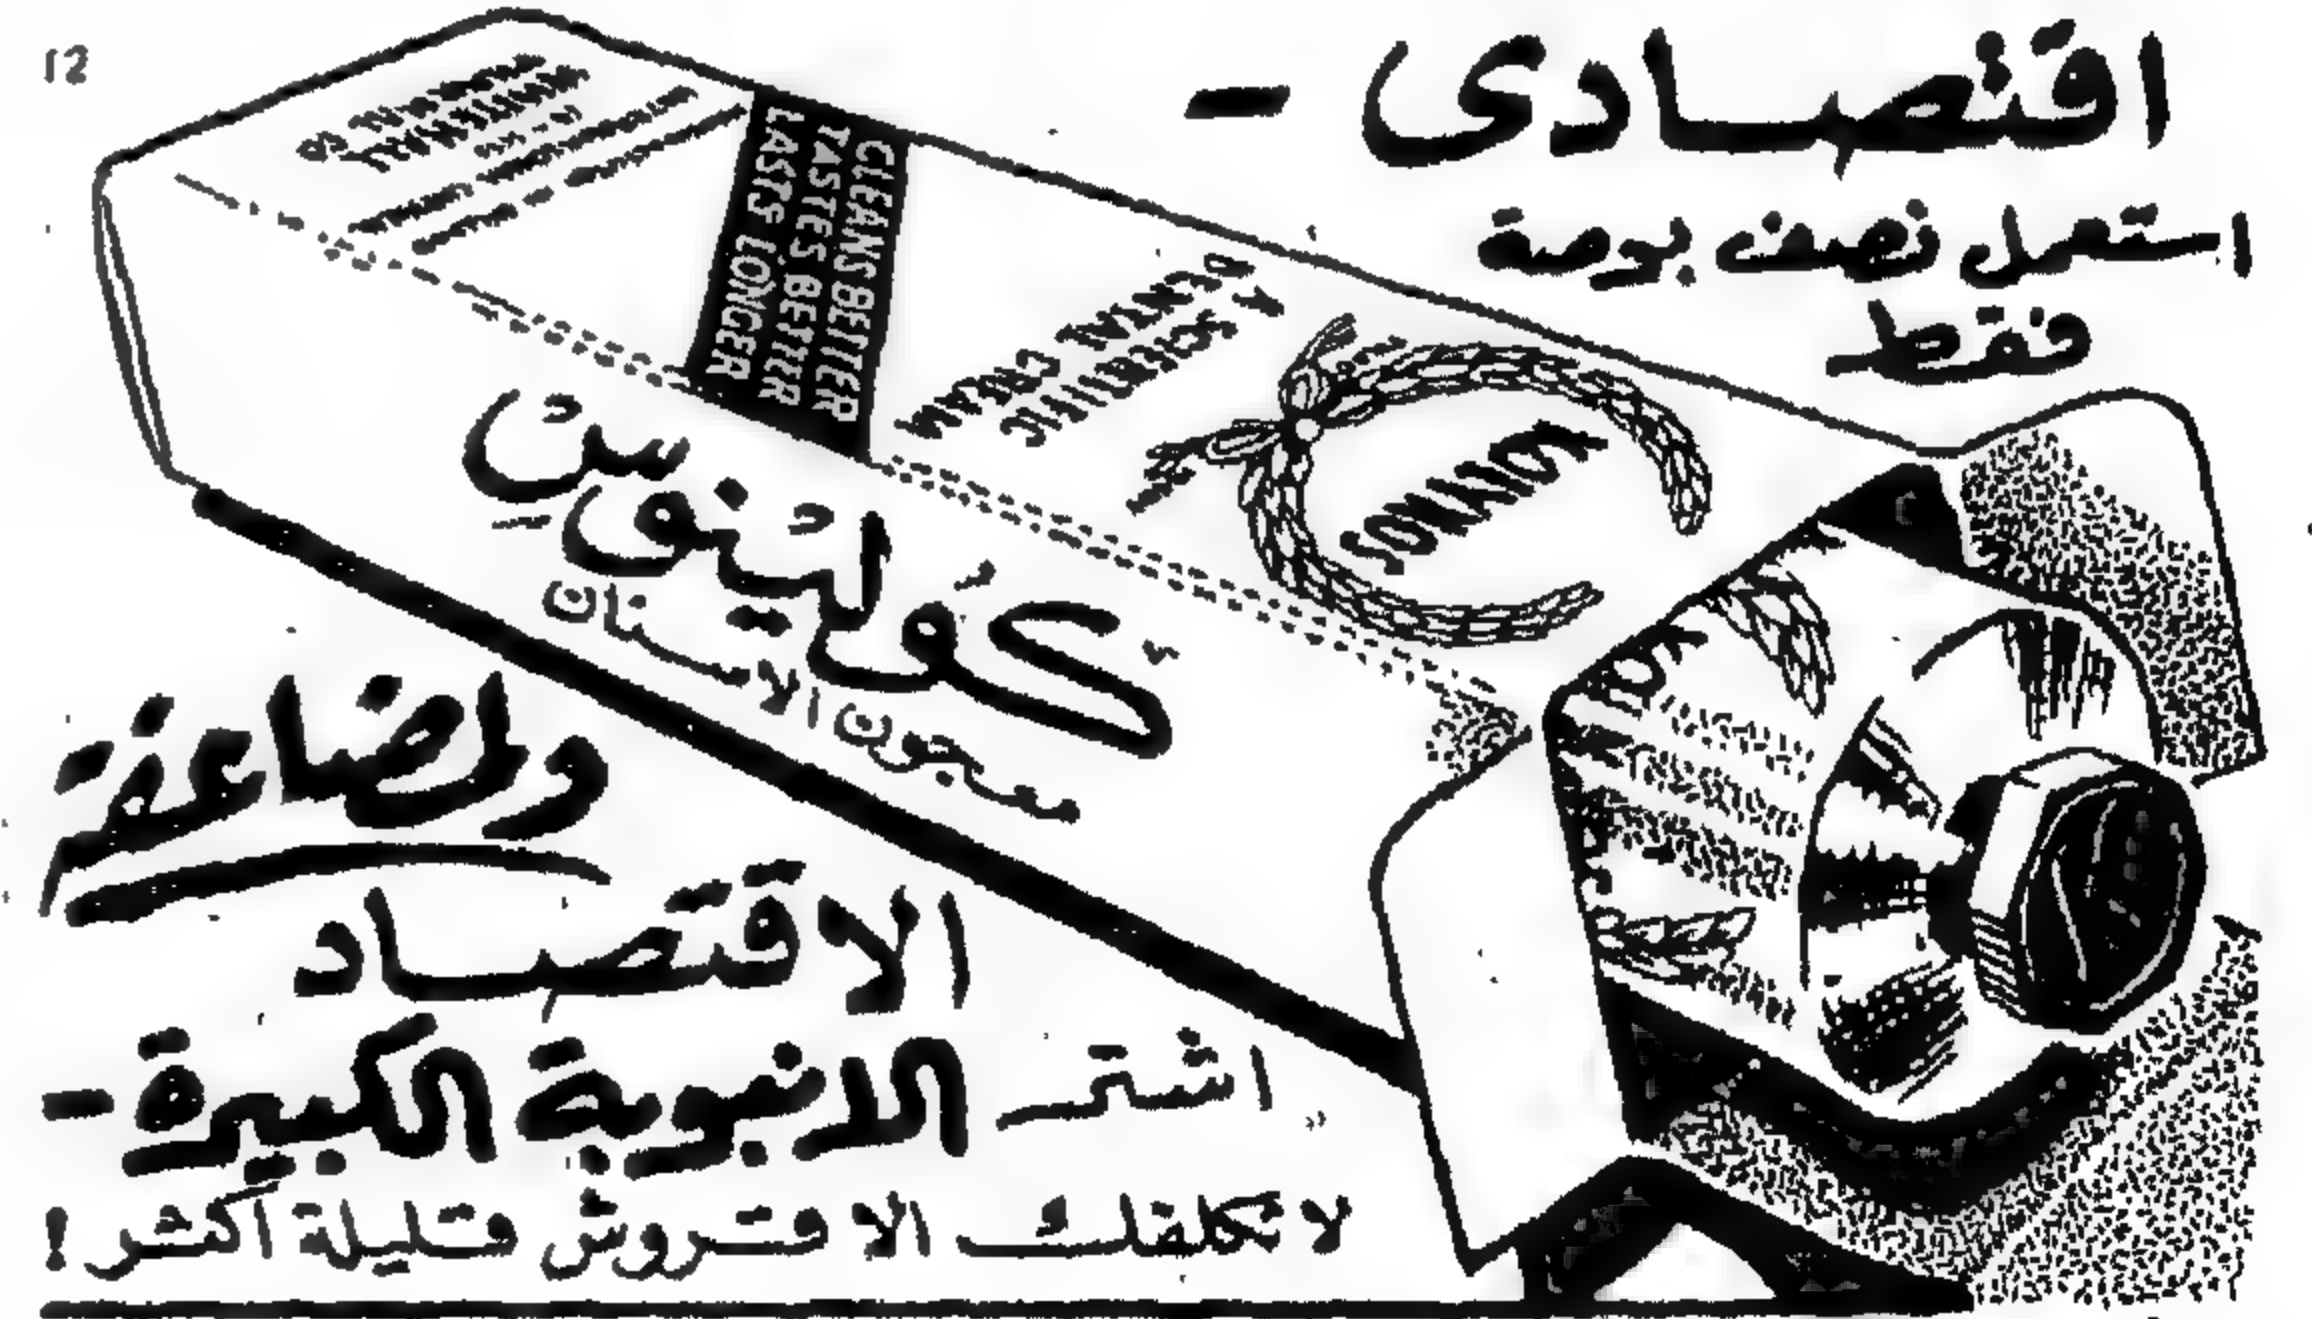 12
اقتصادى -
استعمل نصف بوصة
فقط
CLEANS BETTER
TASTES BETTER
LASTS LONGER
A SCIENTIFIC
DENTAL CREAM
KOLYNOS
كولينوس
معجون الاسنان
ولمضاعفة
الاقتصاد
اشتر الانبوبة الكبيرة -
لا تكلفك الا قروش قليلة أكثر !